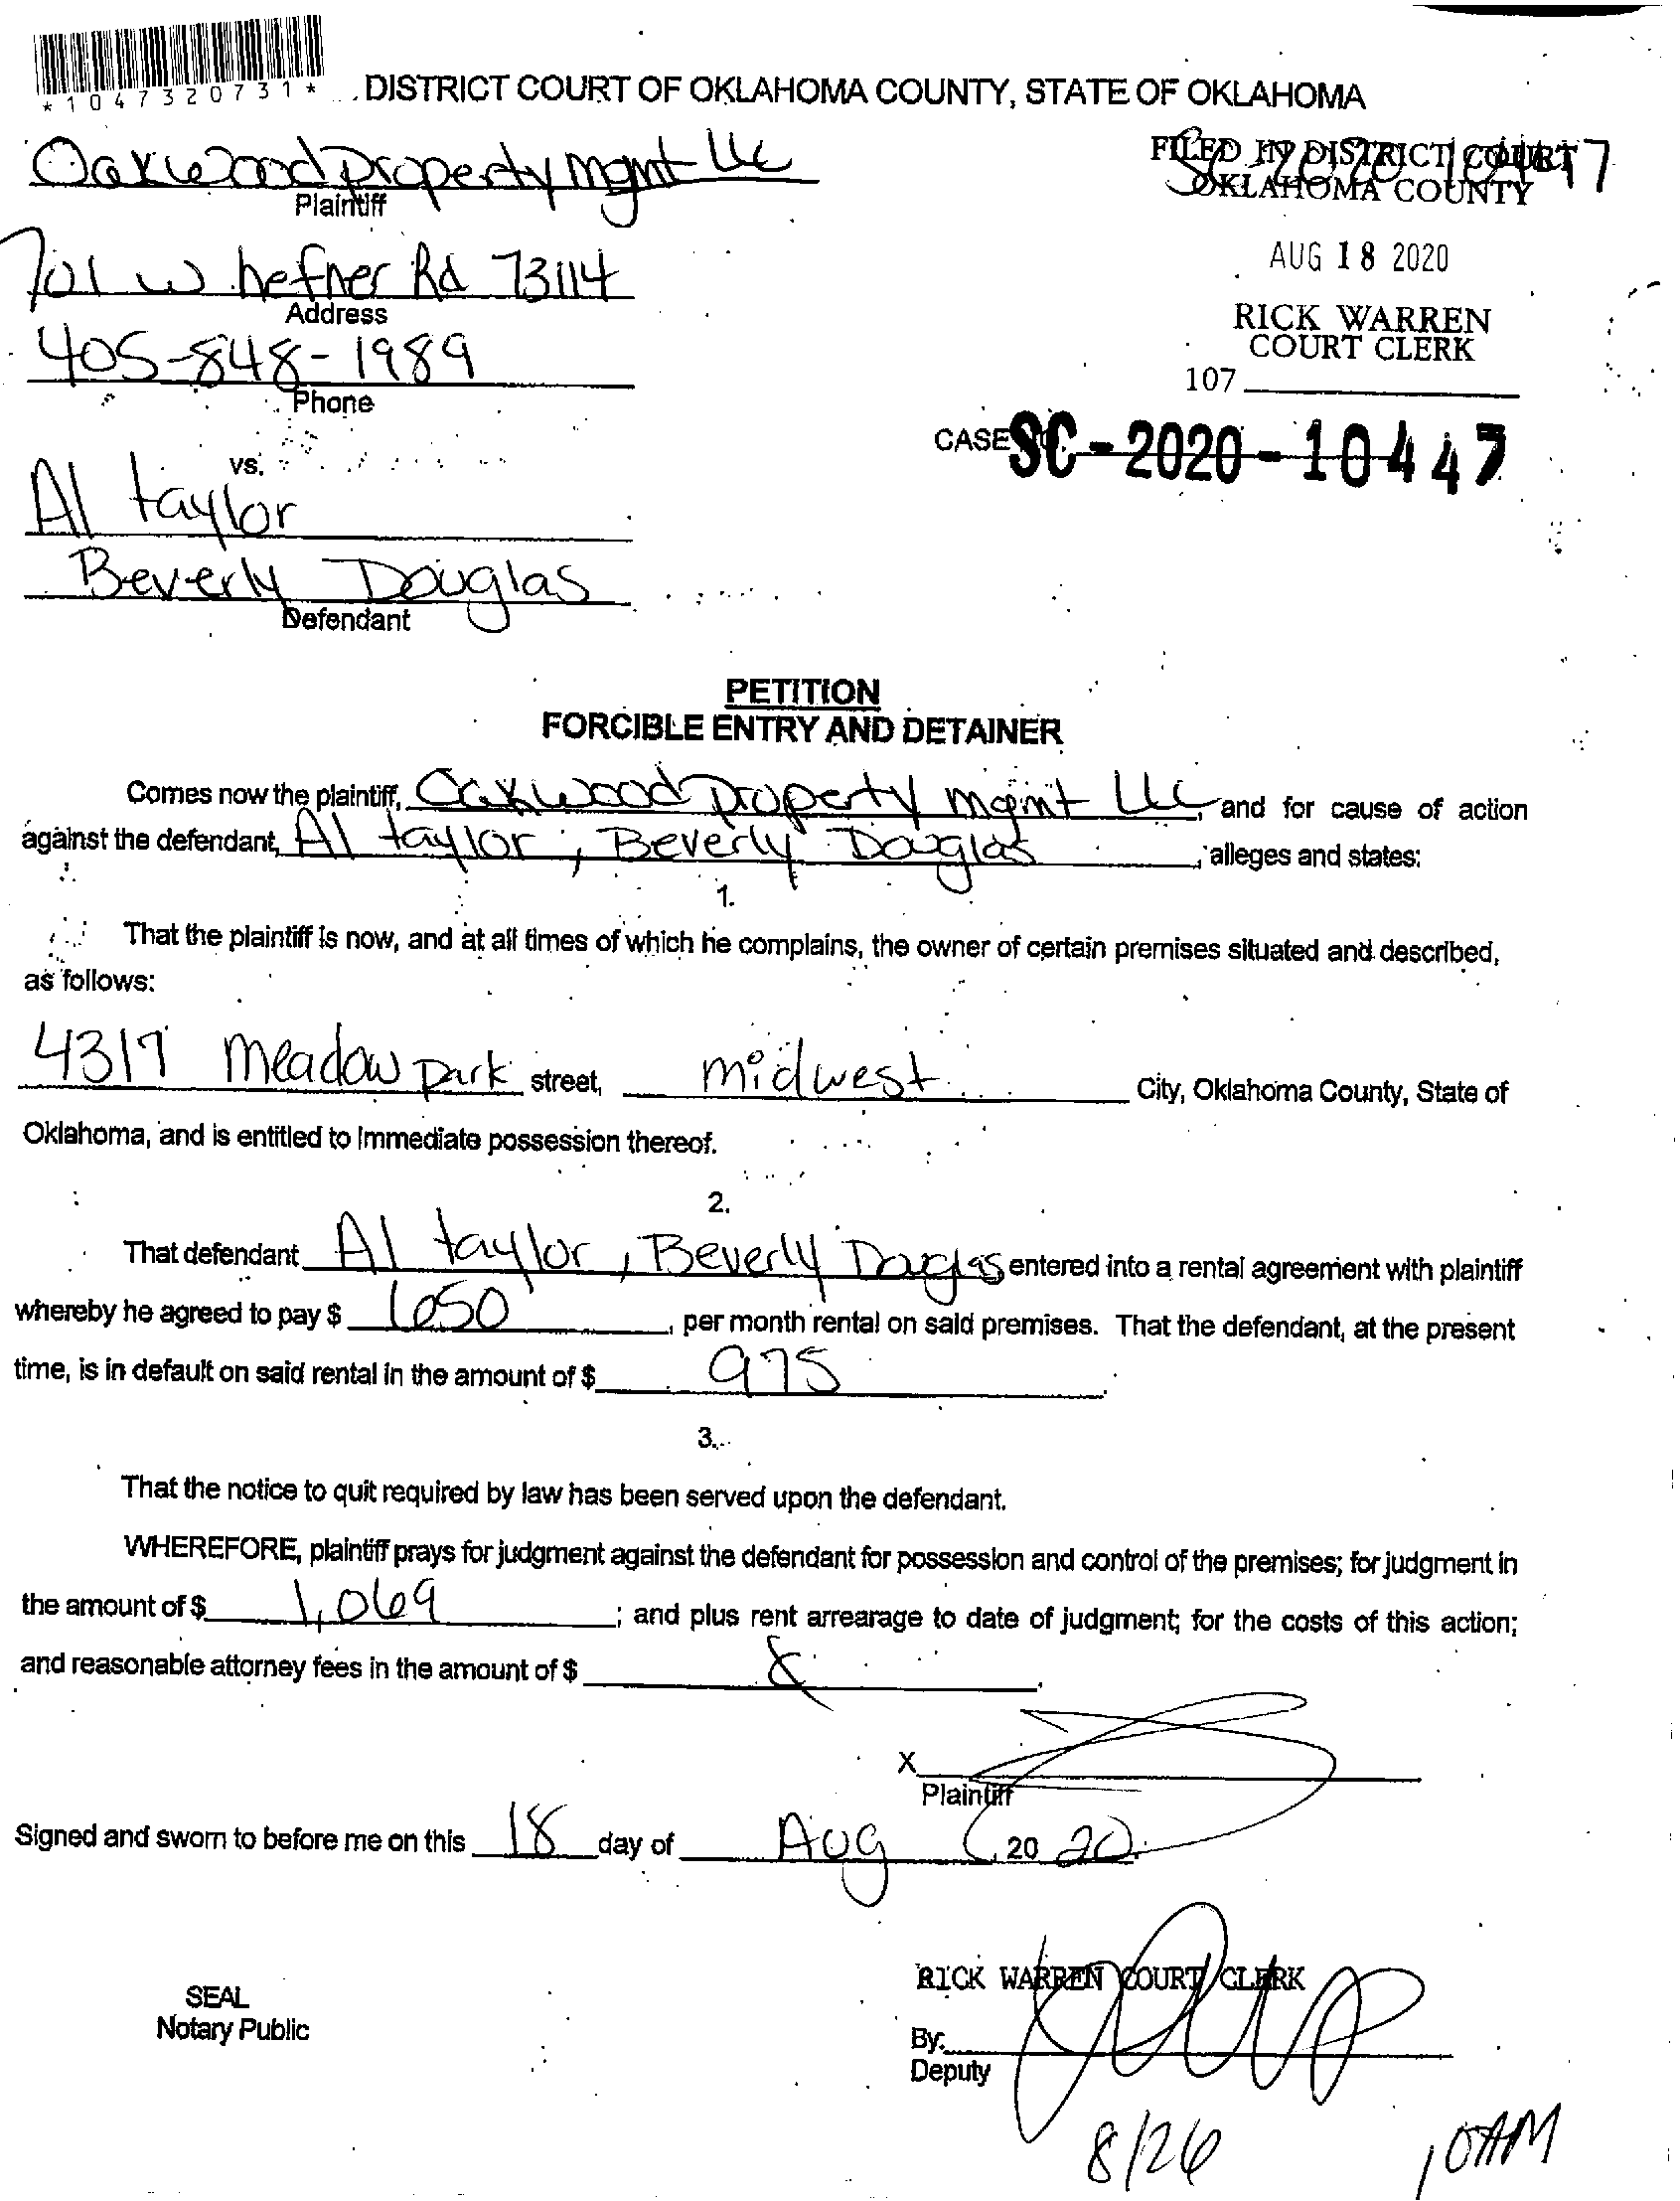 *1047320731*
DISTRICT COURT OF OKLAHOMA COUNTY, STATE OF OKLAHOMA
Oakwood property mgmt llc
Plaintiff
FILED IN DISTRICT COURT
OKLAHOMA COUNTY
SC 2020 10447
701 w hefner Rd 73114
Address
AUG 18 2020
405-848-1989
Phone
RICK WARREN
COURT CLERK
107
vs.
CASE SC-2020-10447
Al taylor
Beverly Douglas
Defendant
PETITION
FORCIBLE ENTRY AND DETAINER
Comes now the plaintiff, Oakwood property mgmt LLC, and for cause of action
against the defendant, Al taylor, Beverly Douglas, alleges and states:
1.
That the plaintiff is now, and at all times of which he complains, the owner of certain premises situated and described,
as follows:
4317 Meadow park street, midwest City, Oklahoma County, State of
Oklahoma, and is entitled to immediate possession thereof.
2.
That defendant Al taylor, Beverly Douglas entered into a rental agreement with plaintiff
whereby he agreed to pay $ 1050, per month rental on said premises. That the defendant, at the present
time, is in default on said rental in the amount of $ 975.
3.
That the notice to quit required by law has been served upon the defendant.
WHEREFORE, plaintiff prays for judgment against the defendant for possession and control of the premises; for judgment in
the amount of $ 1,069; and plus rent arrearage to date of judgment; for the costs of this action;
and reasonable attorney fees in the amount of $
X
Plaintiff
Signed and sworn to before me on this 18 day of Aug, 20 20.
RICK WARREN COURT CLERK
SEAL
Notary Public
By:
Deputy
8/26 10AM